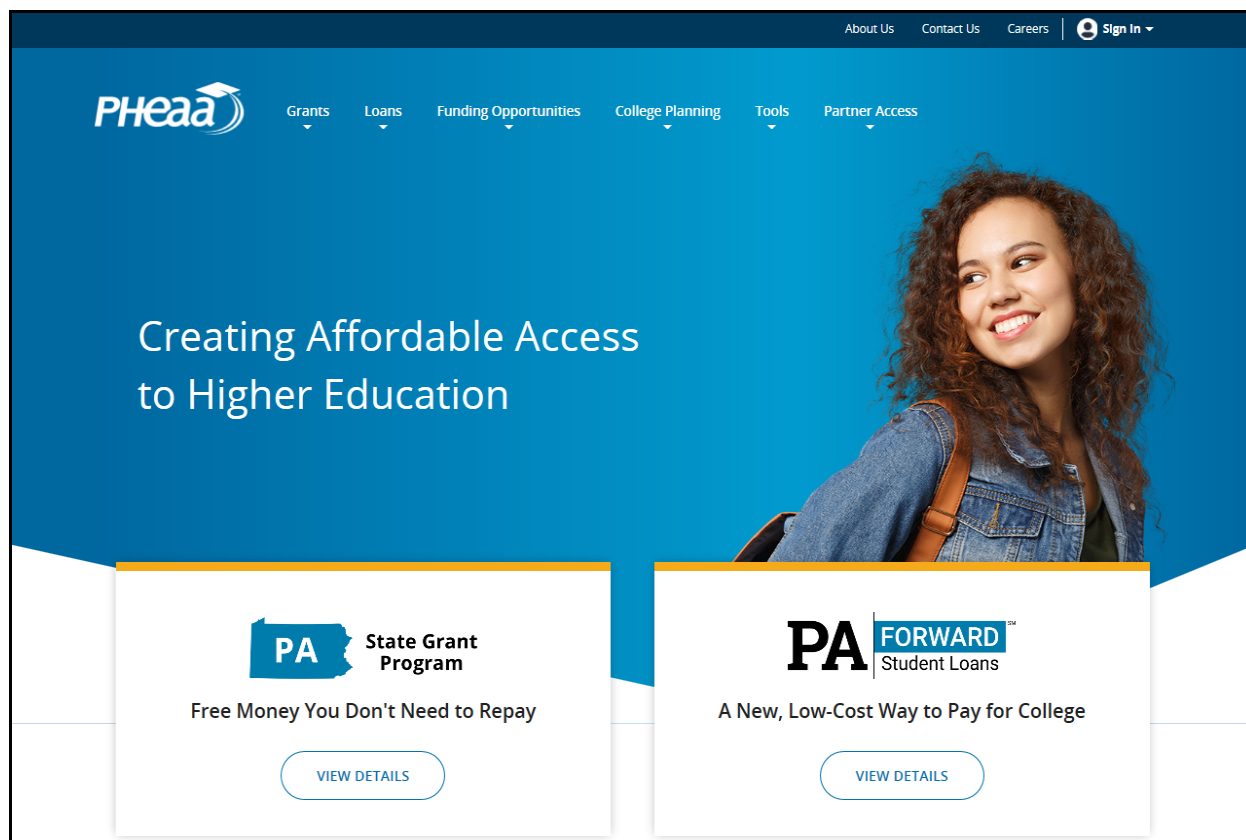 About Us Contact Us Careers Sign In
PHEAA
Grants Loans Funding Opportunities College Planning Tools Partner Access
Creating Affordable Access
to Higher Education
PA State Grant
Program
Free Money You Don't Need to Repay
VIEW DETAILS
PA FORWARD SM
Student Loans
A New, Low-Cost Way to Pay for College
VIEW DETAILS